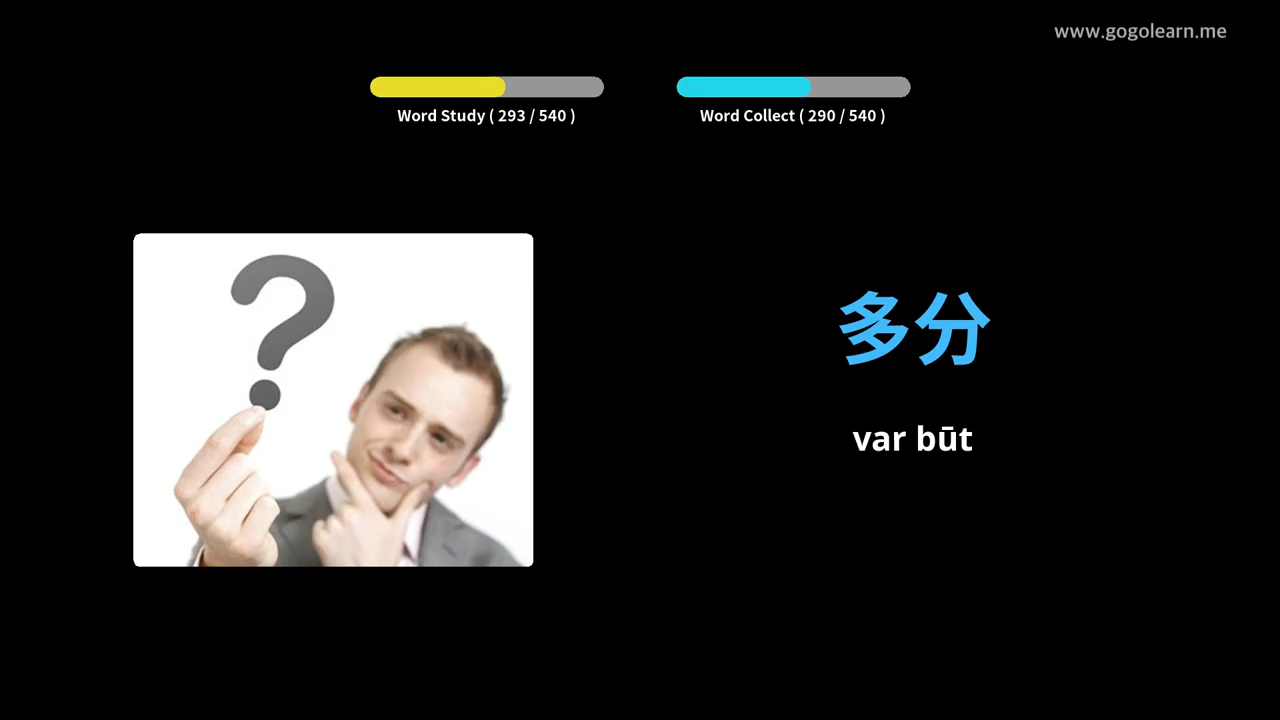 www.gogolearn.me
Word Study ( 293 / 540 )
Word Collect ( 290 / 540 )
?
多分
var būt